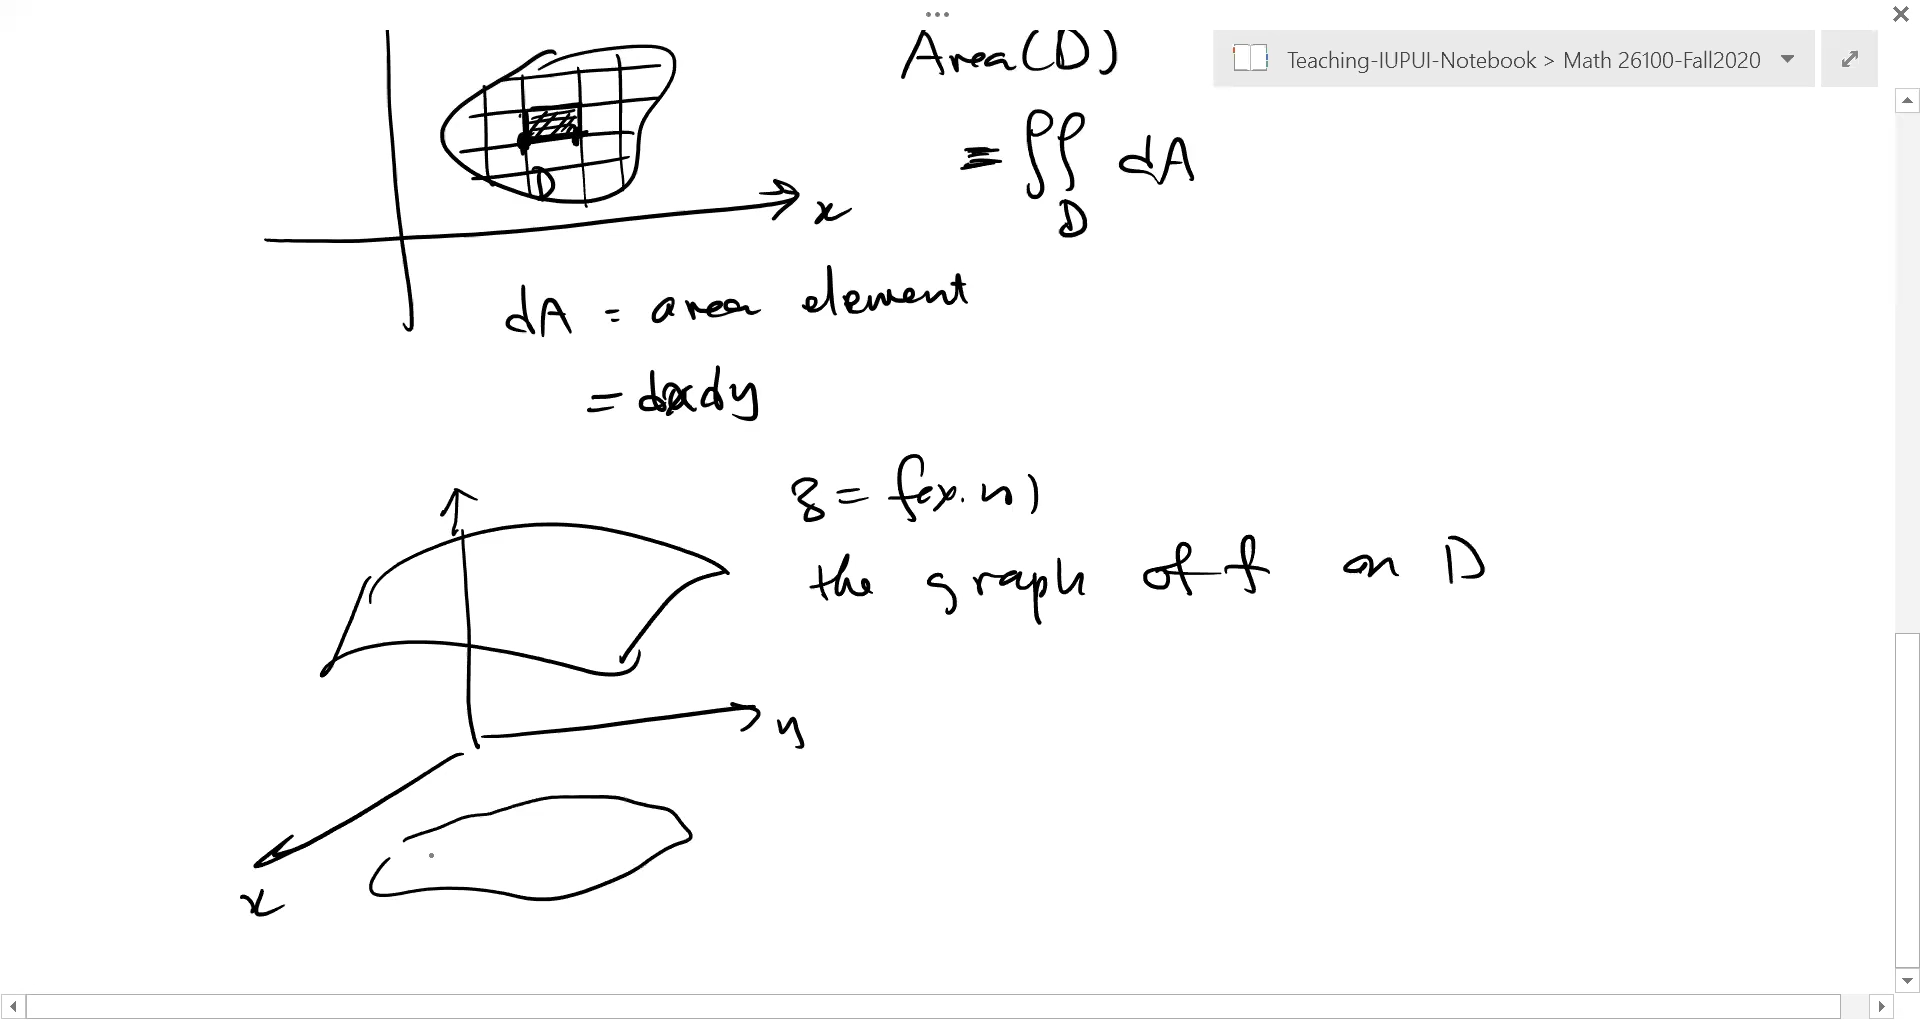 Area(D)
Teaching-IUPUI-Notebook > Math 26100-Fall2020
= ∬ dA
D
D
x
dA = area element
= dxdy
z = f(x,y)
the graph of f on D
y
x